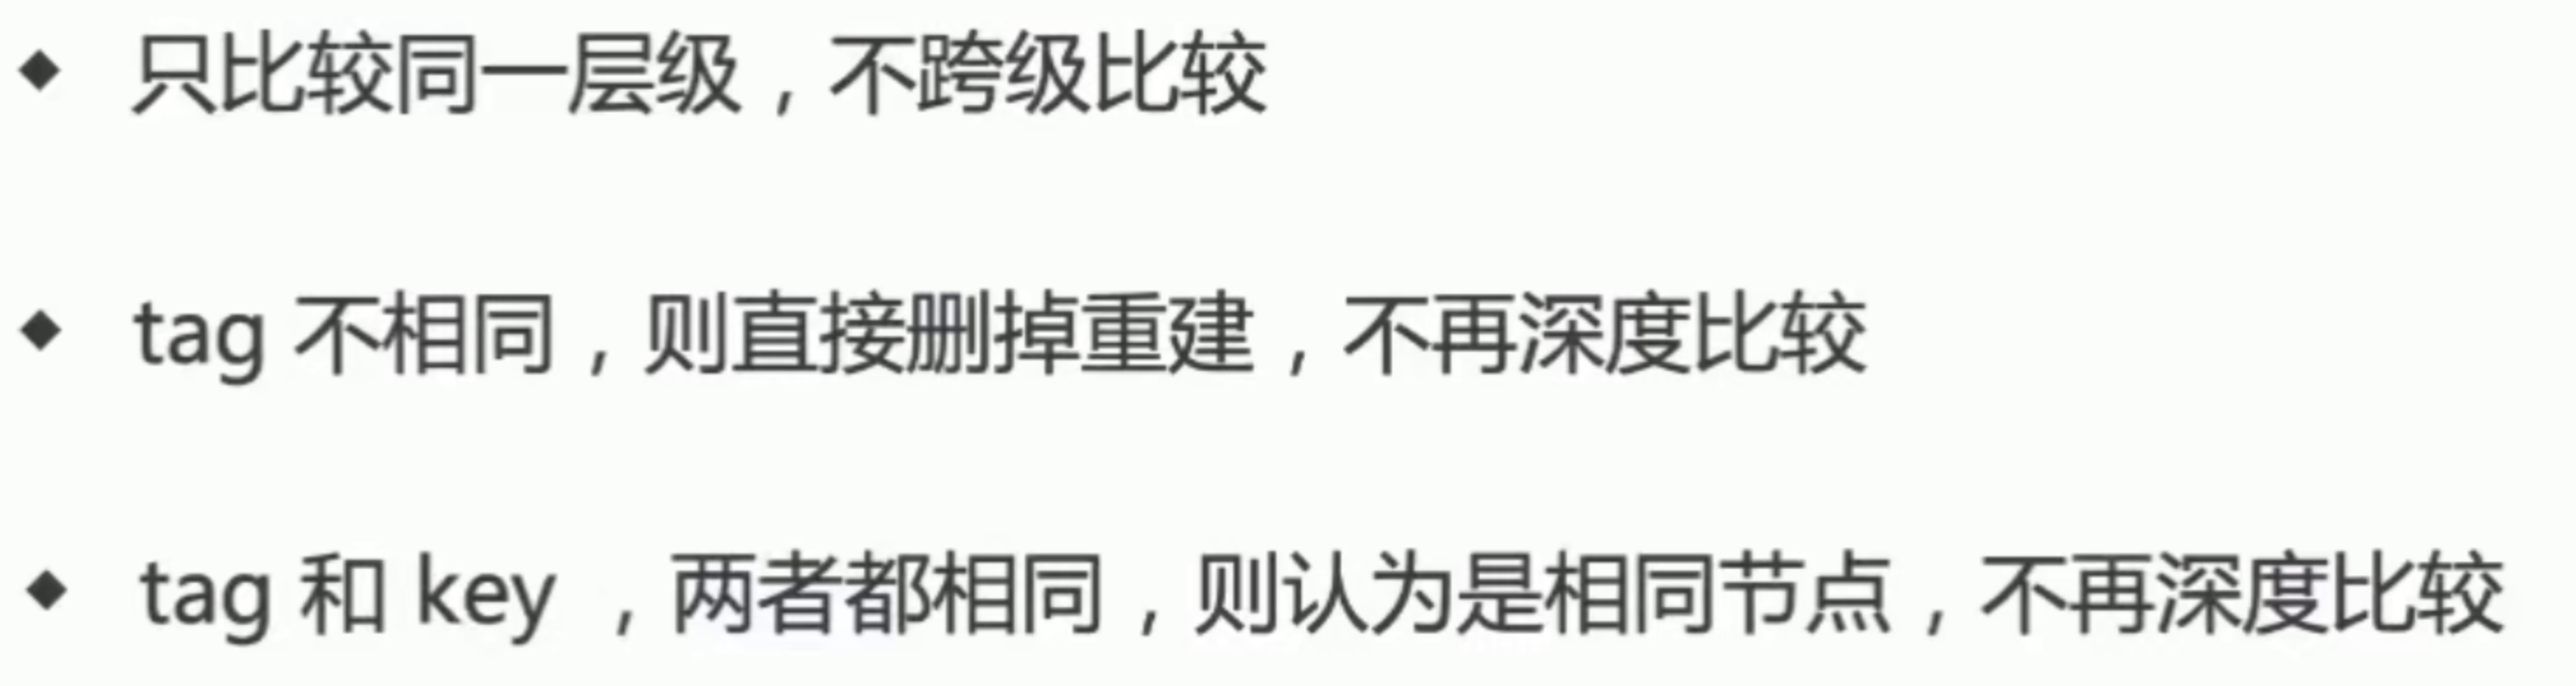 ◆ 只比较同一层级，不跨级比较
◆ tag 不相同，则直接删掉重建，不再深度比较
◆ tag 和 key ，两者都相同，则认为是相同节点，不再深度比较